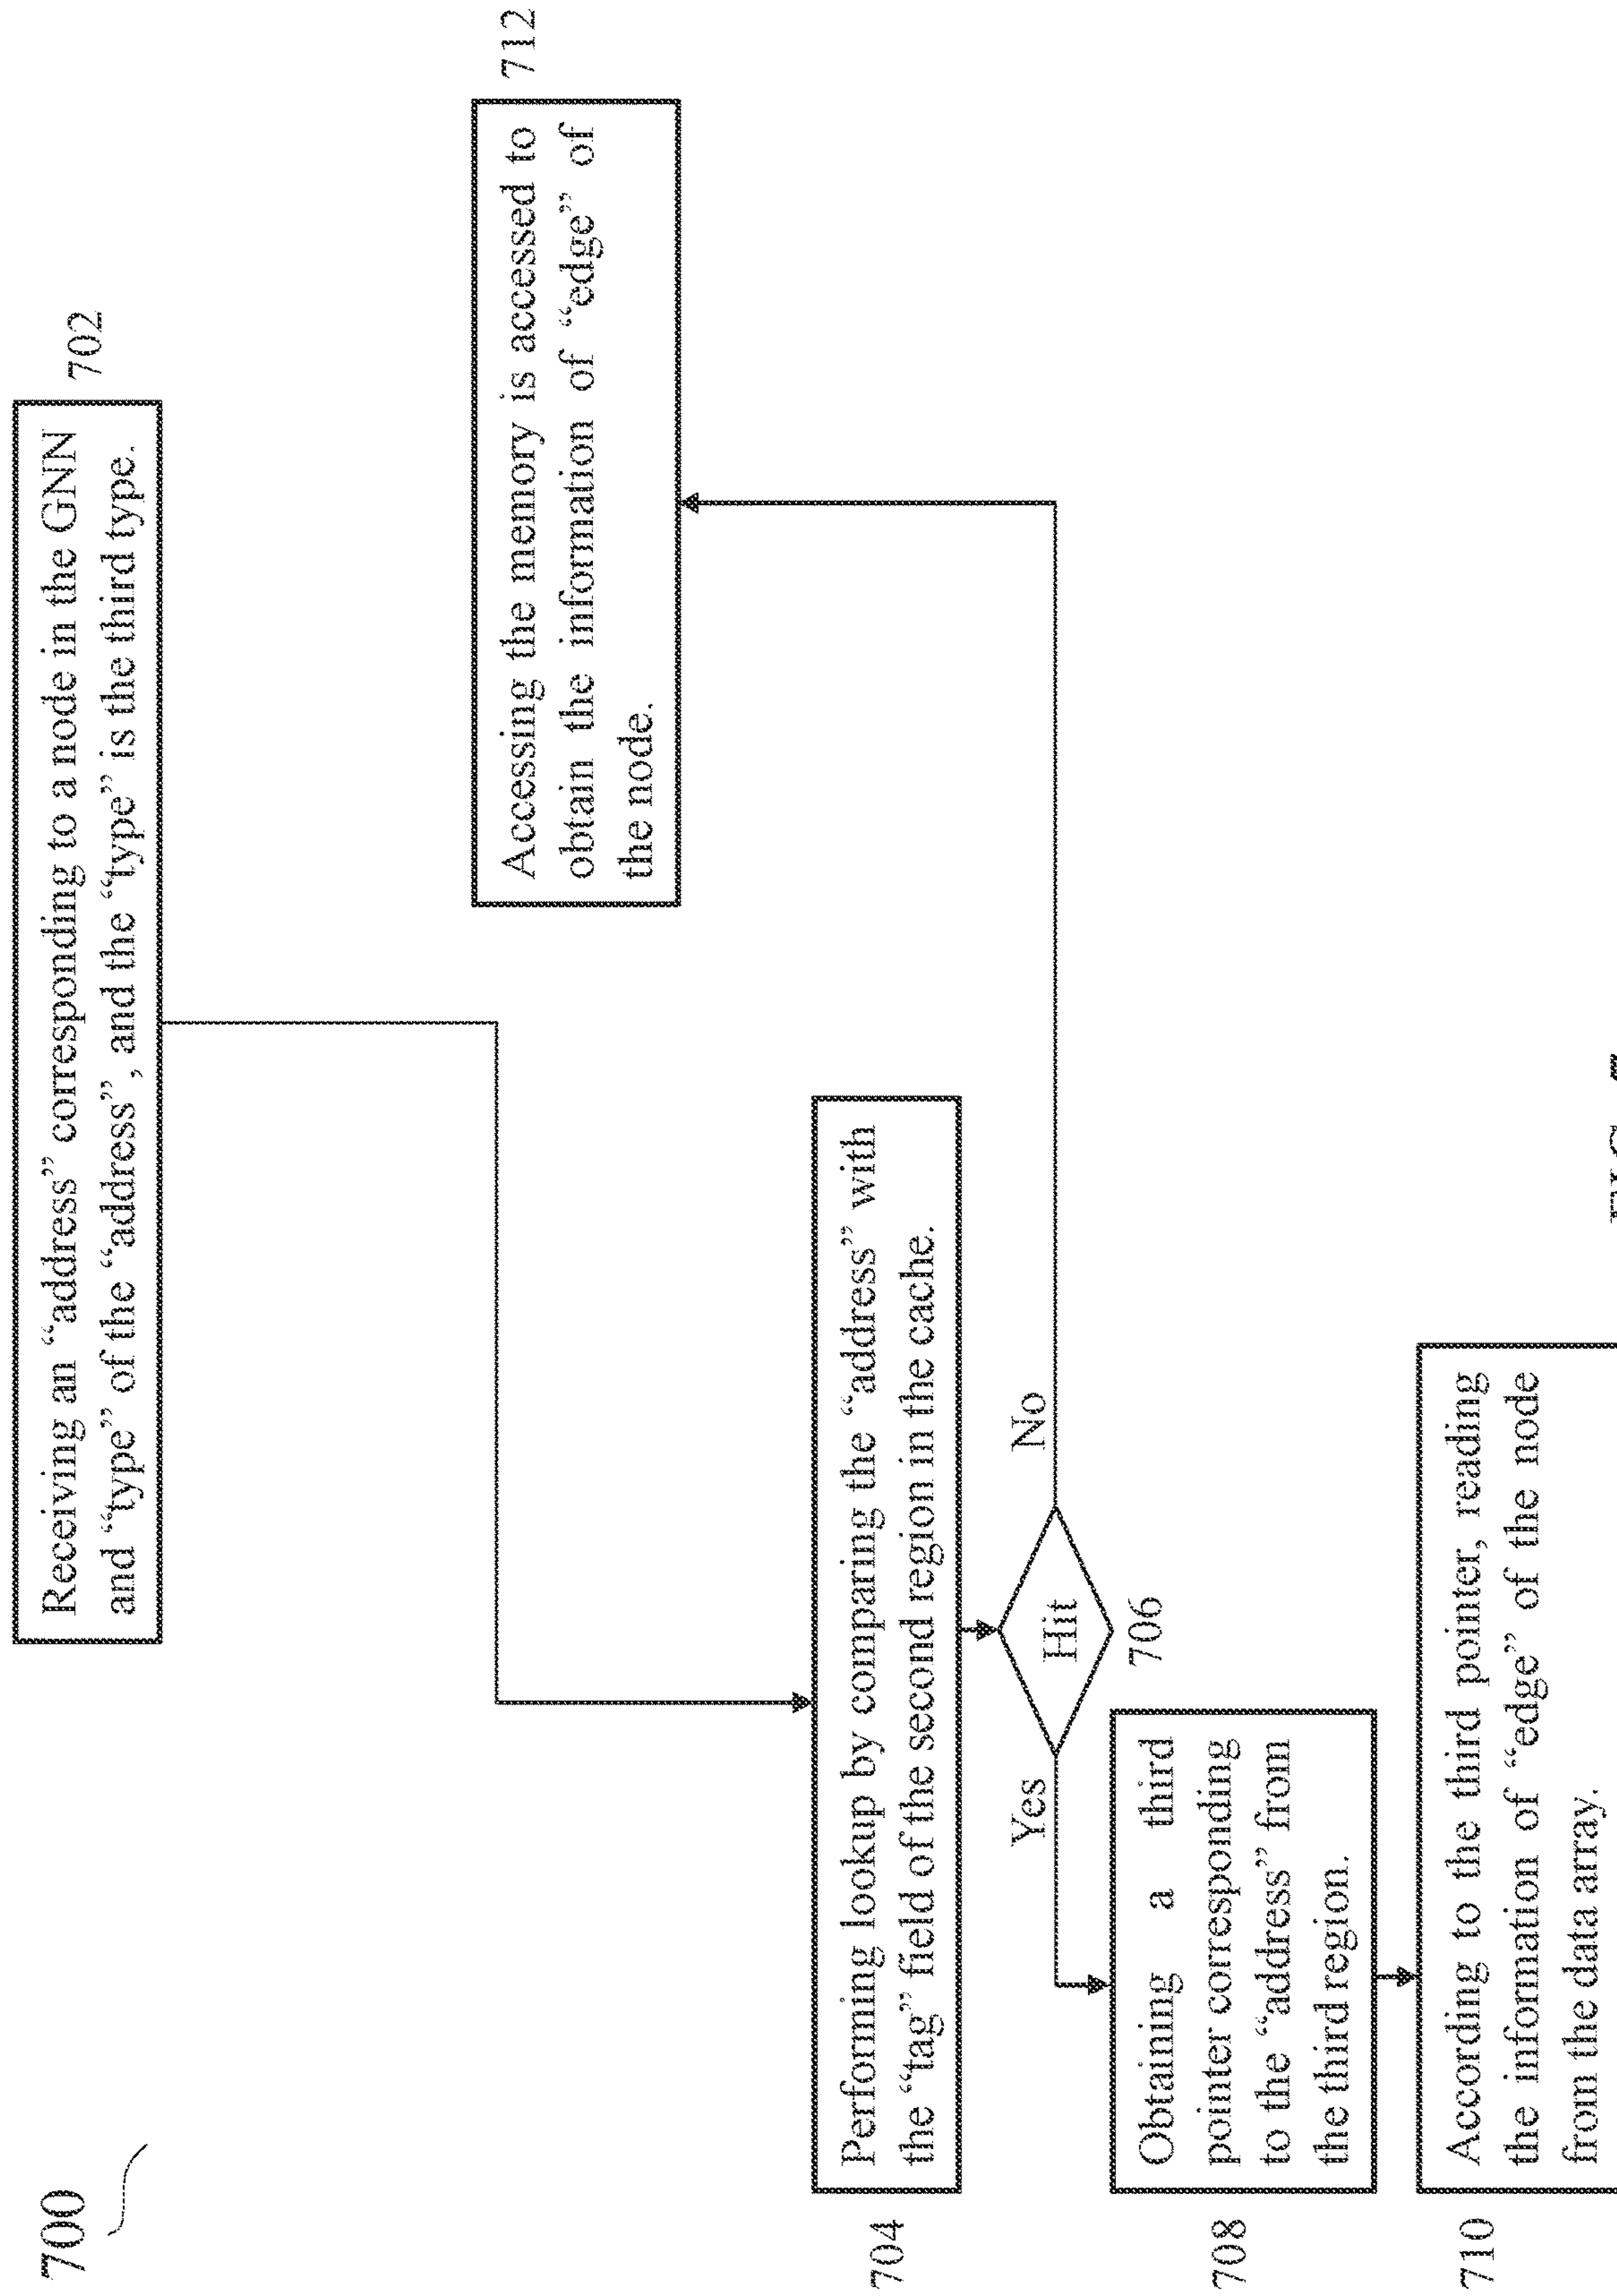 700
Receiving an “address” corresponding to a node in the GNN
and “type” of the “address”, and the “type” is the third type.
702
Accessing the memory is accessed to
obtain the information of “edge” of
the node.
712
704
Performing lookup by comparing the “address” with
the “tag” field of the second region in the cache.
Yes
Hit
No
706
708
Obtaining a third
pointer corresponding
to the “address” from
the third region.
710
According to the third pointer, reading
the information of “edge” of the node
from the data array.